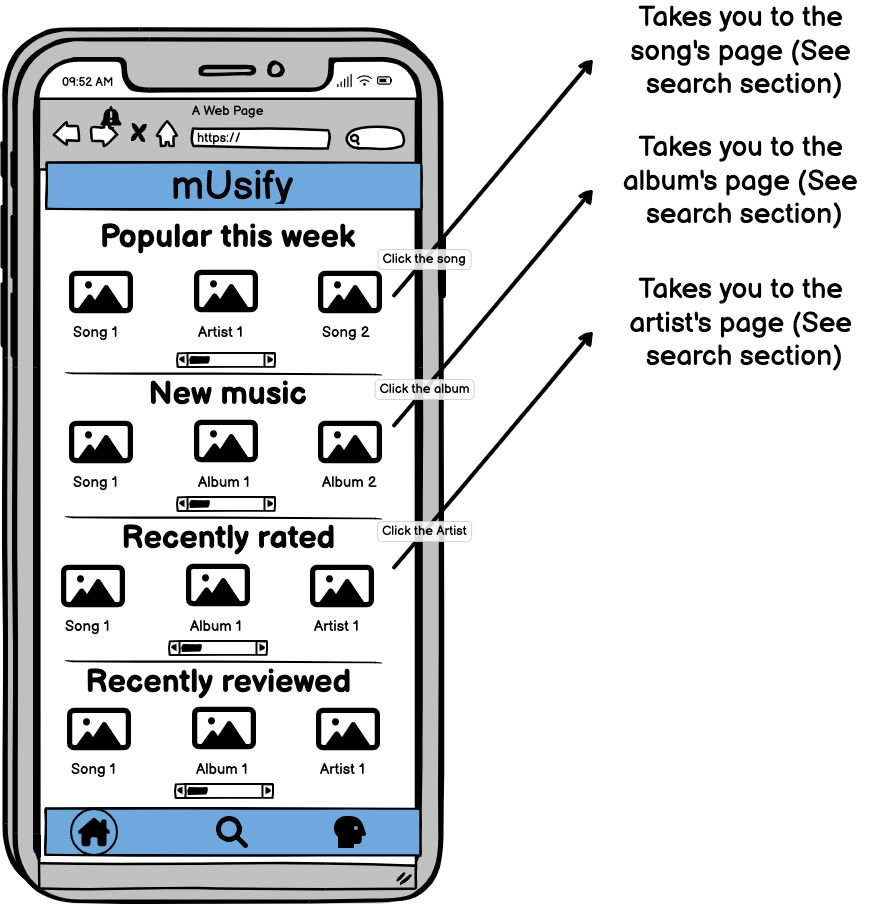 Takes you to the
song's page (See
search section)
09:52 AM
A Web Page
https://
mUsify
Takes you to the
album's page (See
search section)
Popular this week
Click the song
Song 1
Artist 1
Song 2
Takes you to the
artist's page (See
search section)
New music
Click the album
Song 1
Album 1
Album 2
Recently rated
Click the Artist
Song 1
Album 1
Artist 1
Recently reviewed
Song 1
Album 1
Artist 1